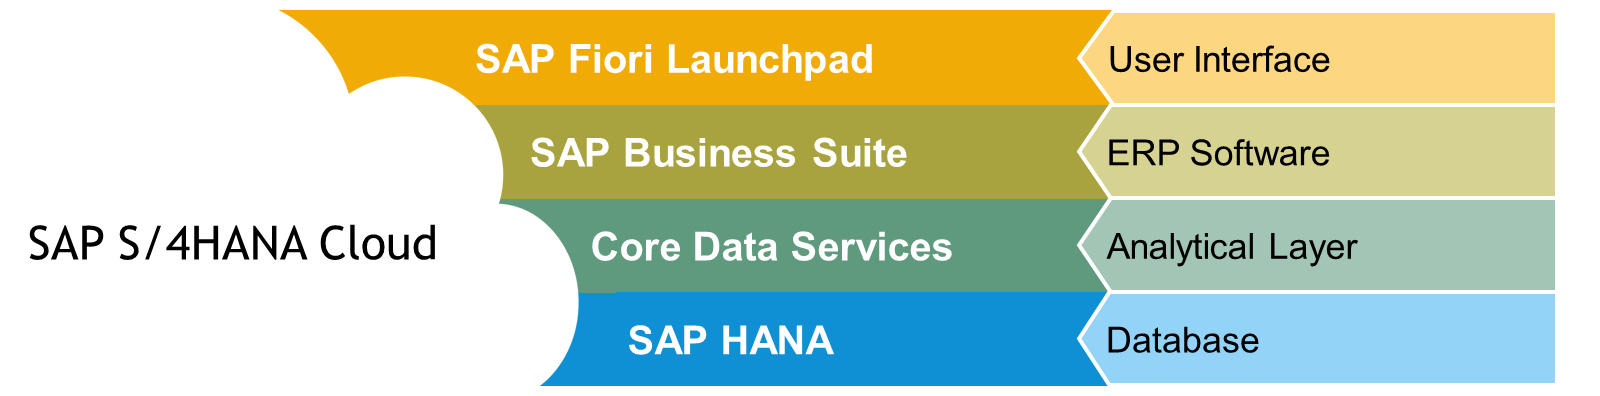 SAP Fiori Launchpad
User Interface
SAP Business Suite
ERP Software
SAP S/4HANA Cloud
Core Data Services
Analytical Layer
SAP HANA
Database